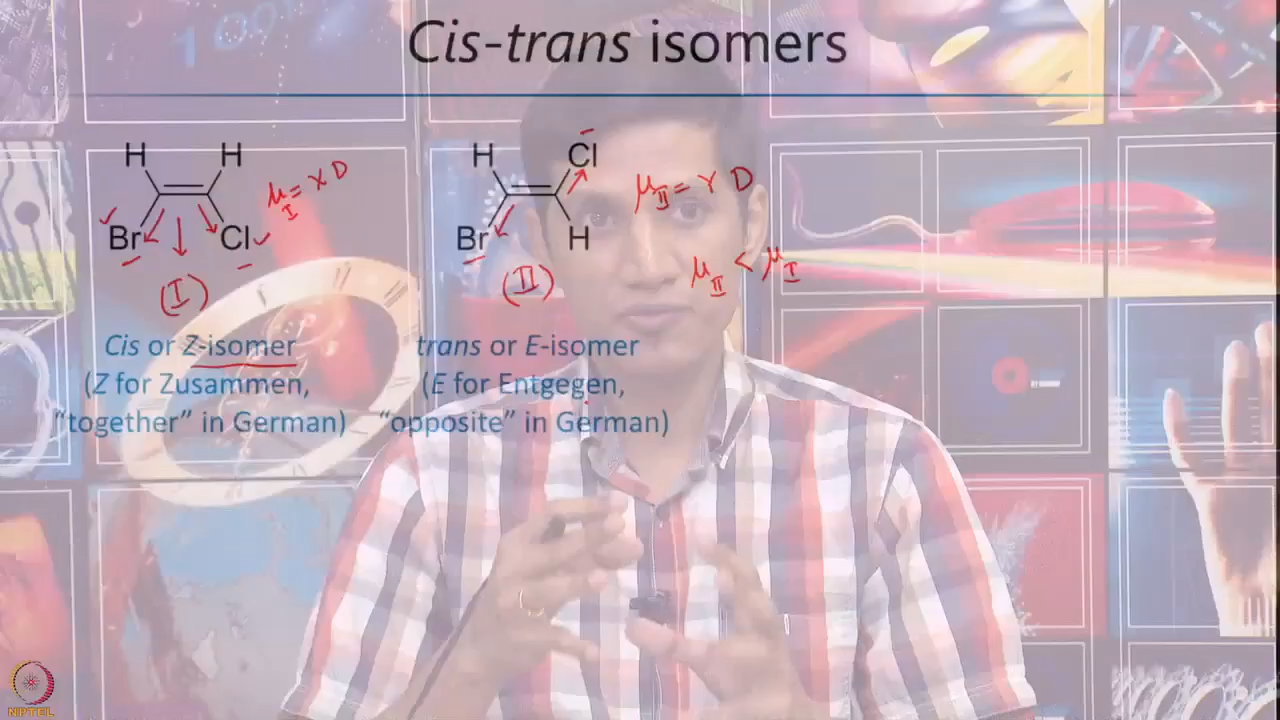 Cis-trans isomers
H H
Br Cl
μI = X D
(I)
H Cl
Br H
μII = Y D
(II)
μII < μI
Cis or Z-isomer
(Z for Zusammen,
“together” in German)
trans or E-isomer
(E for Entgegen,
“opposite” in German)
NPTEL